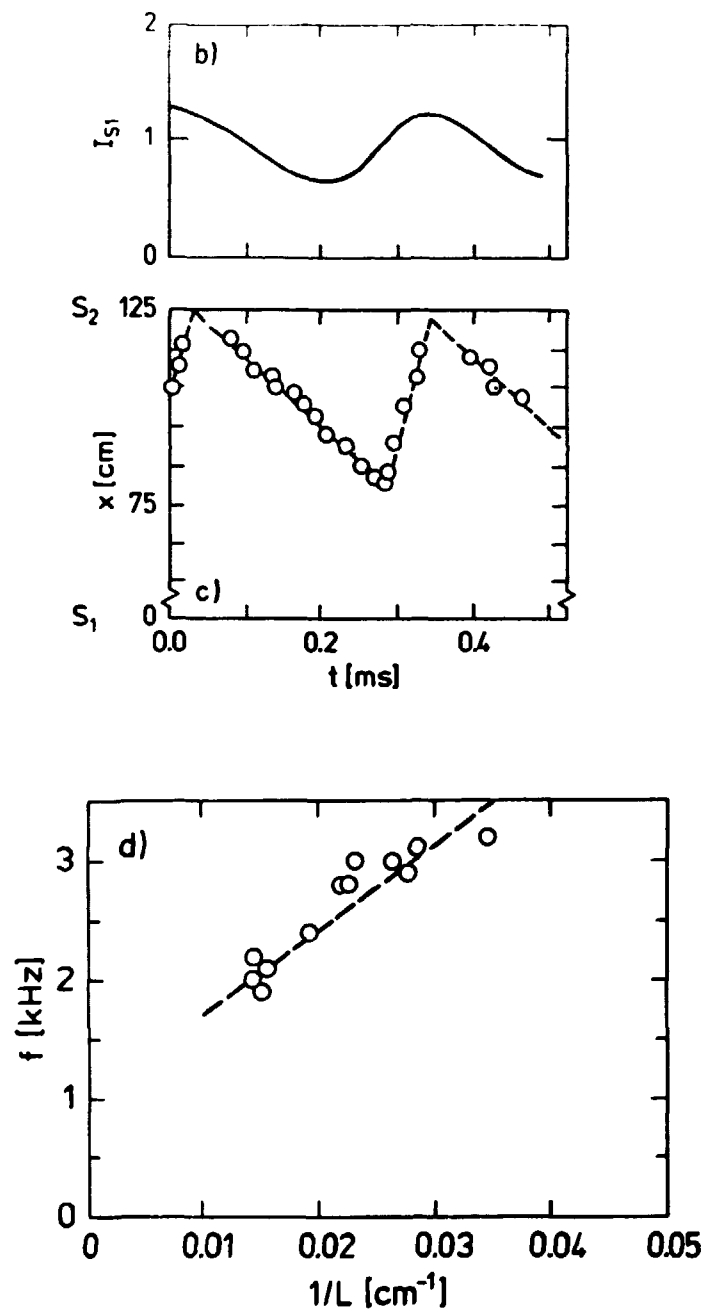 2
b)
1
I_S1
0
S₂ 125
x [cm]
75
c)
S₁ 0
0.0 0.2 0.4
t [ms]
d)
3
2
f [kHz]
1
0
0 0.01 0.02 0.03 0.04 0.05
1/L [cm⁻¹]